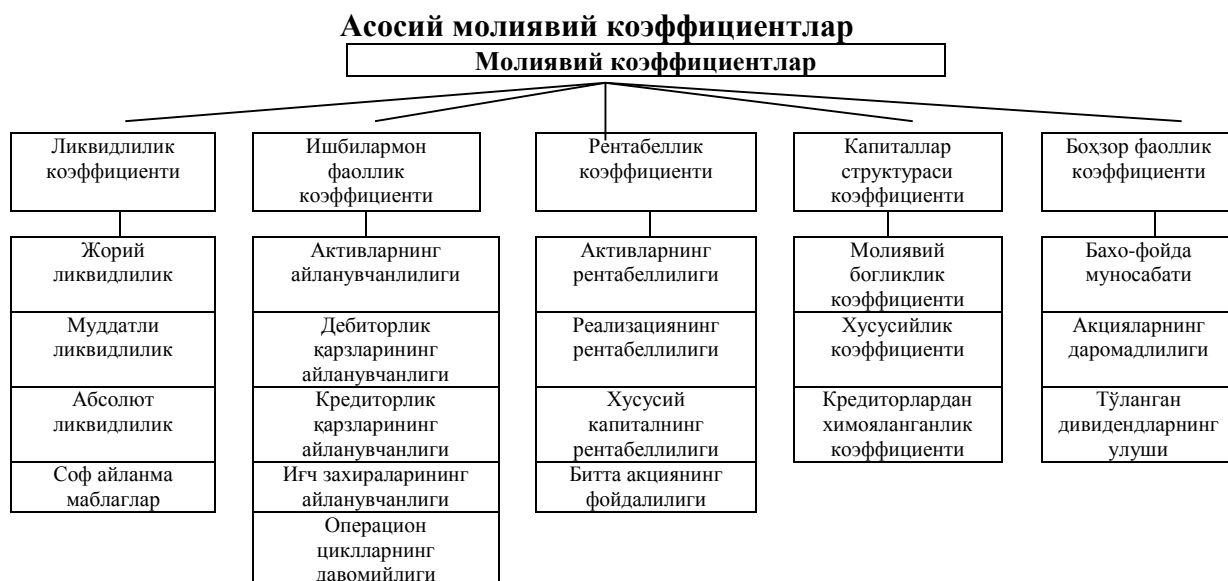 Асосий молиявий коэффициентлар
Молиявий коэффициентлар
Ликвидлилик
коэффициенти
Ишбилармон
фаоллик
коэффициенти
Рентабеллик
коэффициенти
Капиталлар
структураси
коэффициенти
Боҳзор фаоллик
коэффициенти
Жорий
ликвидлилик
Муддатли
ликвидлилик
Абсолют
ликвидлилик
Соф айланма
маблаглар
Активларнинг
айланувчанлилиги
Дебиторлик
қарзларининг
айланувчанлиги
Кредиторлик
қарзларининг
айланувчанлиги
Иғч захираларининг
айланувчанлиги
Операцион
циклларнинг
давомийлиги
Активларнинг
рентабеллилиги
Реализациянинг
рентабеллилиги
Хусусий
капиталнинг
рентабеллилиги
Битта акциянинг
фойдалилиги
Молиявий
богликлик
коэффициенти
Хусусийлик
коэффициенти
Кредиторлардан
химояланганлик
коэффициенти
Бахо-фойда
муносабати
Акцияларнинг
даромадлилиги
Тўланган
дивидендларнинг
улуши